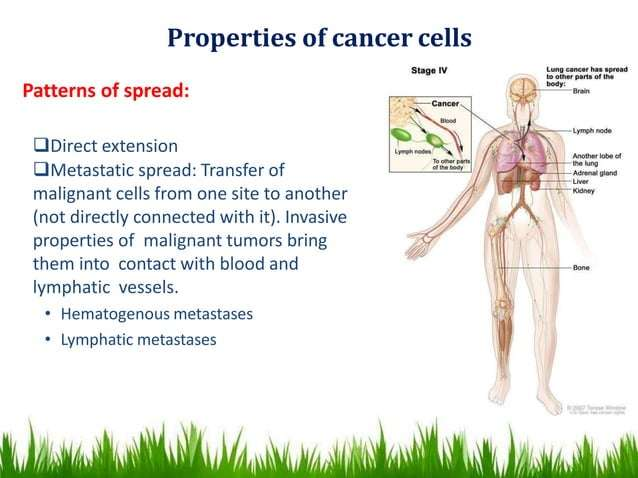 Properties of cancer cells
Patterns of spread:
❑Direct extension
❑Metastatic spread: Transfer of
malignant cells from one site to another
(not directly connected with it). Invasive
properties of malignant tumors bring
them into contact with blood and
lymphatic vessels.
• Hematogenous metastases
• Lymphatic metastases
Stage IV
Cancer
Blood
Lymph nodes
To other parts
of the body
Lung cancer has spread
to other parts of the
body:
Brain
Lymph node
Another lobe of
the lung
Adrenal gland
Liver
Kidney
Bone
© 2007 Terese Winslow